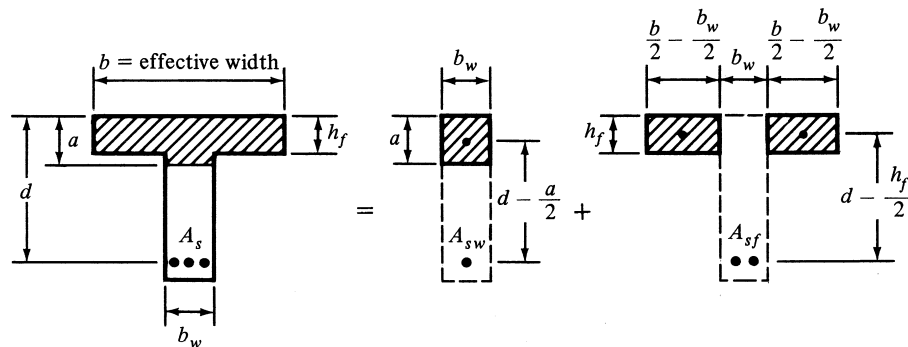 b = effective width
a
h_f
d
A_s
b_w
=
b_w
a
d - a/2
A_sw
+
b/2 - b_w/2
b_w
b/2 - b_w/2
h_f
d - h_f/2
A_sf